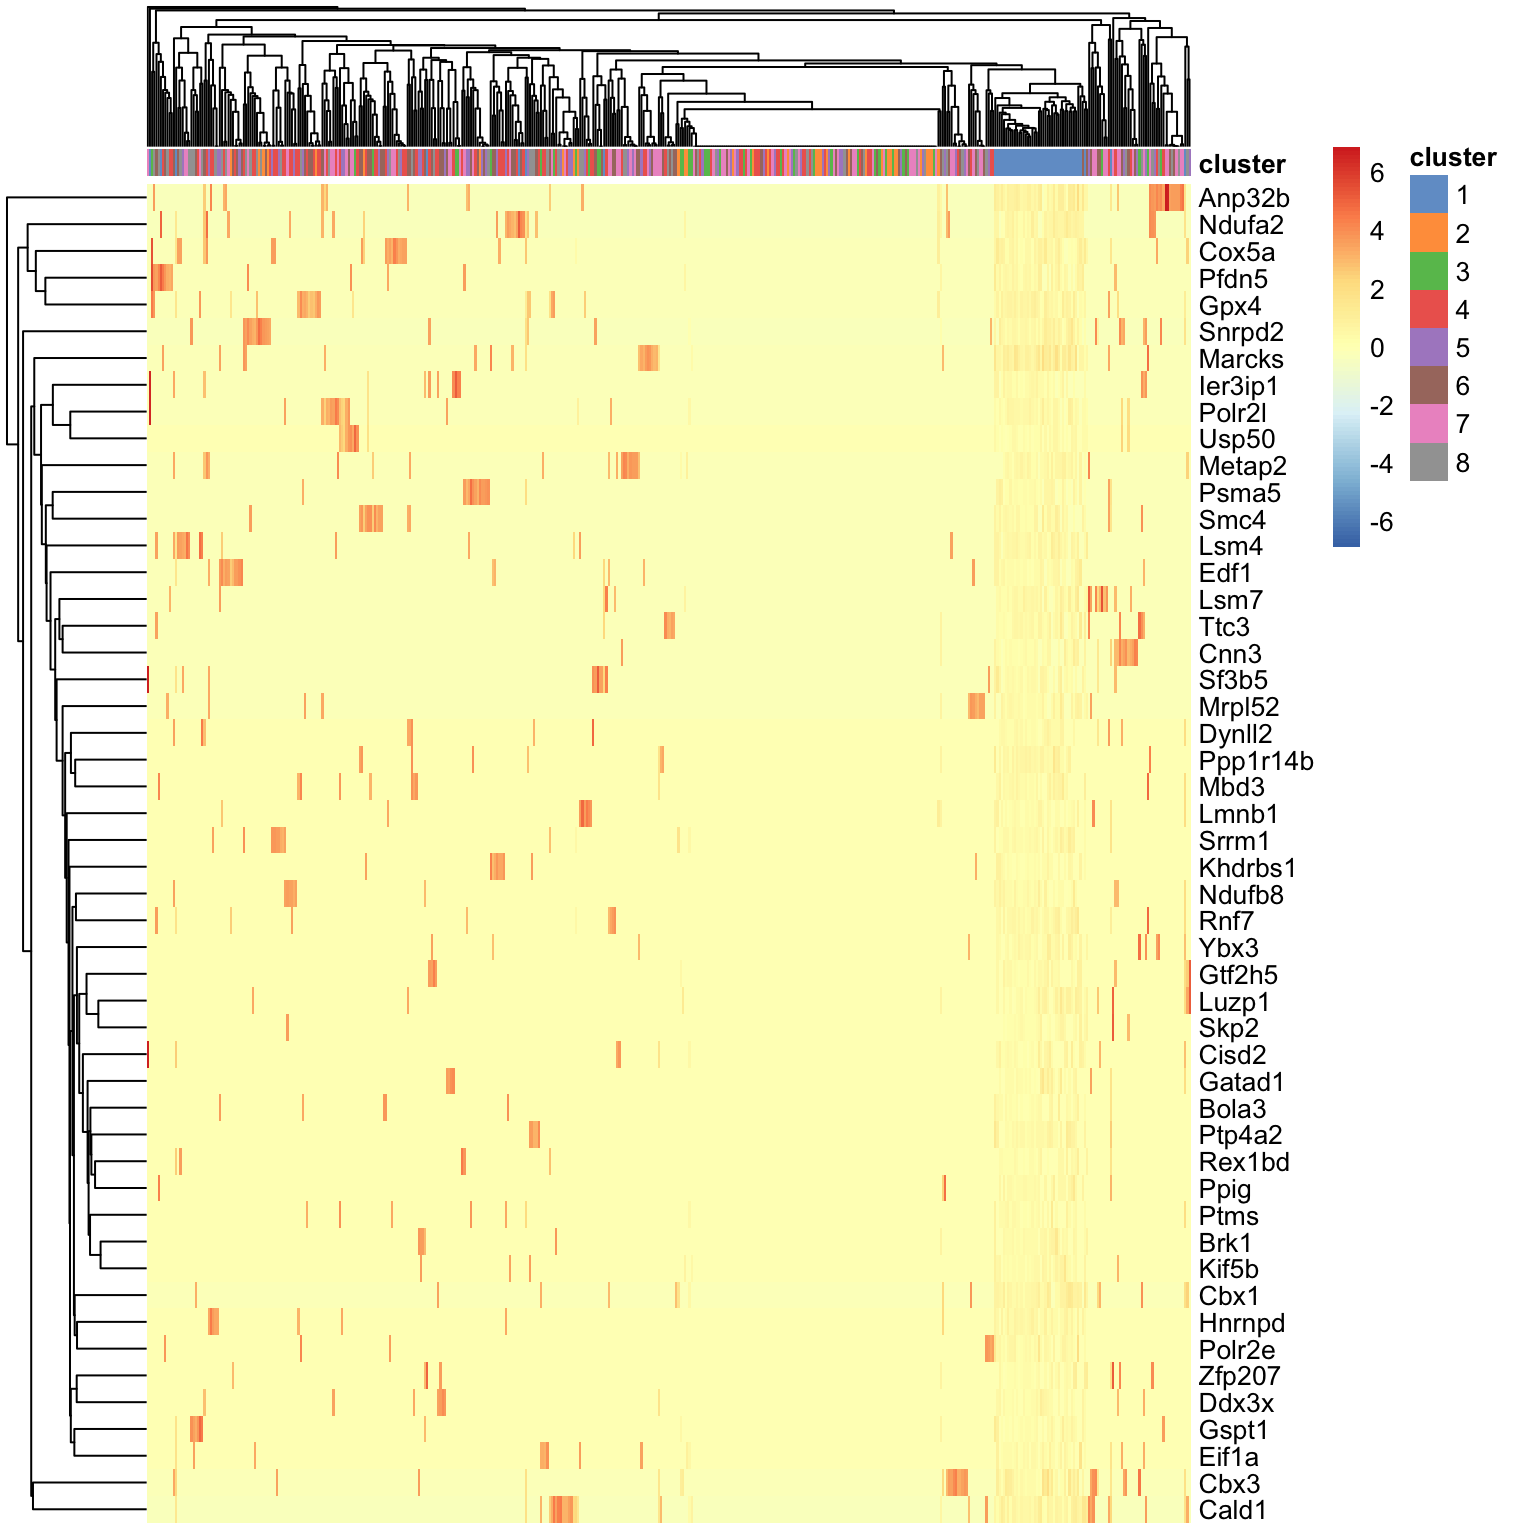 cluster
Anp32b
Ndufa2
Cox5a
Pfdn5
Gpx4
Snrpd2
Marcks
Ier3ip1
Polr2l
Usp50
Metap2
Psma5
Smc4
Lsm4
Edf1
Lsm7
Ttc3
Cnn3
Sf3b5
Mrpl52
Dynll2
Ppp1r14b
Mbd3
Lmnb1
Srrm1
Khdrbs1
Ndufb8
Rnf7
Ybx3
Gtf2h5
Luzp1
Skp2
Cisd2
Gatad1
Bola3
Ptp4a2
Rex1bd
Ppig
Ptms
Brk1
Kif5b
Cbx1
Hnrnpd
Polr2e
Zfp207
Ddx3x
Gspt1
Eif1a
Cbx3
Cald1
6
4
2
0
-2
-4
-6
cluster
1
2
3
4
5
6
7
8